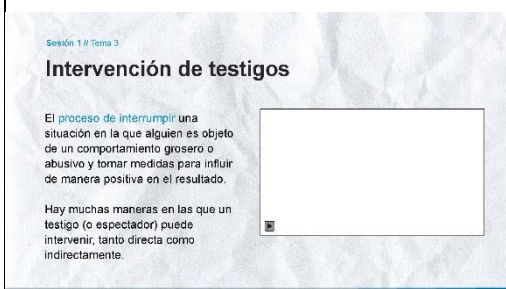 Sesión 1 // Tema 3
Intervención de testigos
El proceso de interrumpir una
situación en la que alguien es objeto
de un comportamiento grosero o
abusivo y tomar medidas para influir
de manera positiva en el resultado.
Hay muchas maneras en las que un
testigo (o espectador) puede
intervenir, tanto directa como
indirectamente.